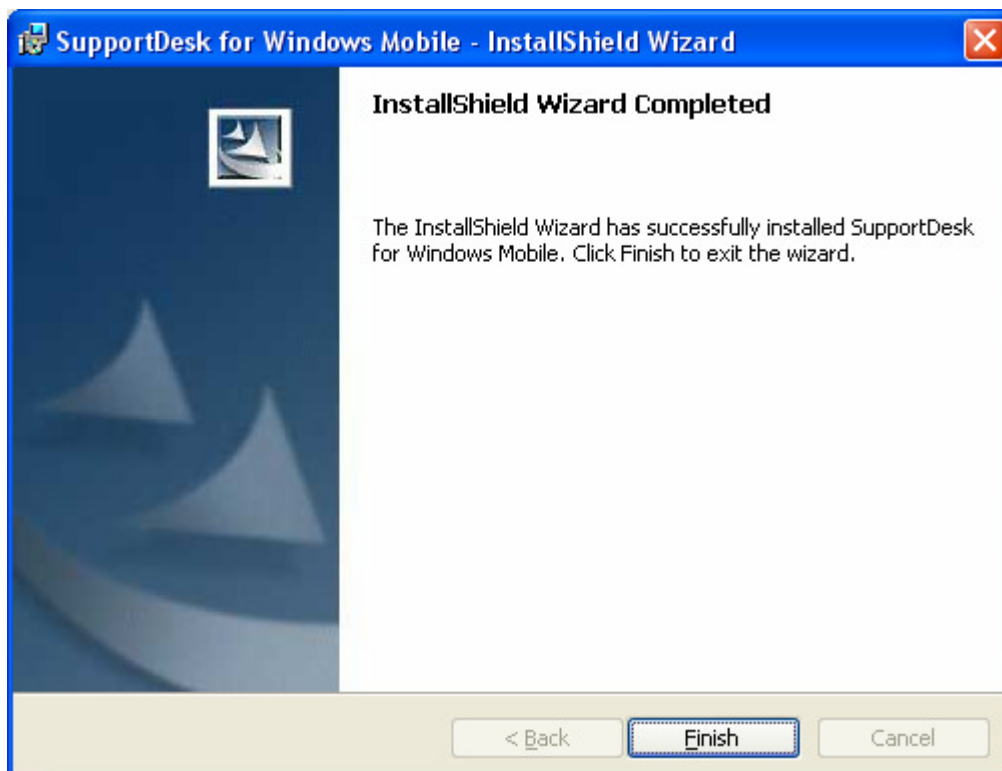 SupportDesk for Windows Mobile - InstallShield Wizard
InstallShield Wizard Completed
The InstallShield Wizard has successfully installed SupportDesk
for Windows Mobile. Click Finish to exit the wizard.
< Back Finish Cancel